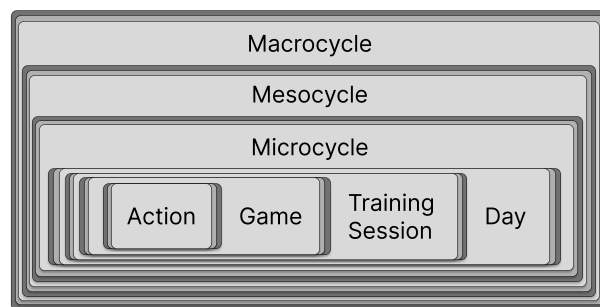 Macrocycle
Mesocycle
Microcycle
Action
Game
Training
Session
Day